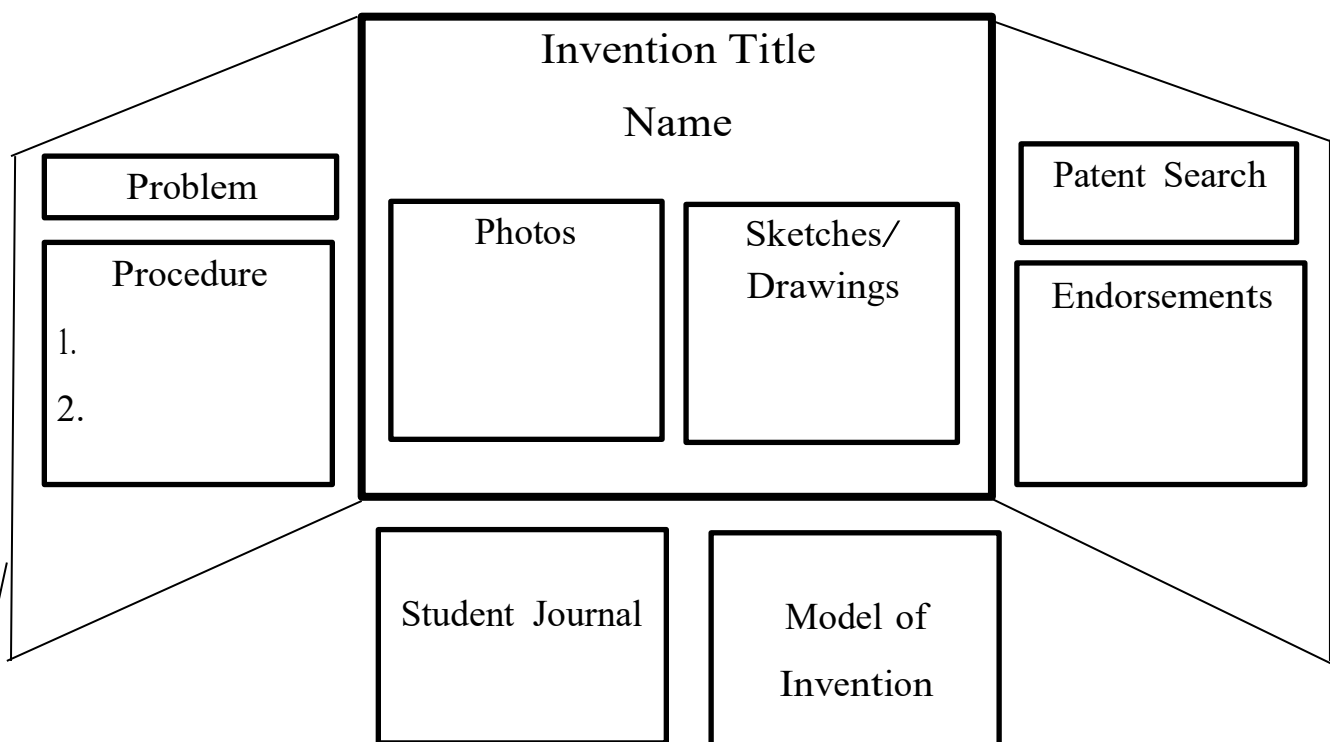 Invention Title
Name
Problem
Procedure
1.
2.
Photos
Sketches/
Drawings
Patent Search
Endorsements
Student Journal
Model of
Invention